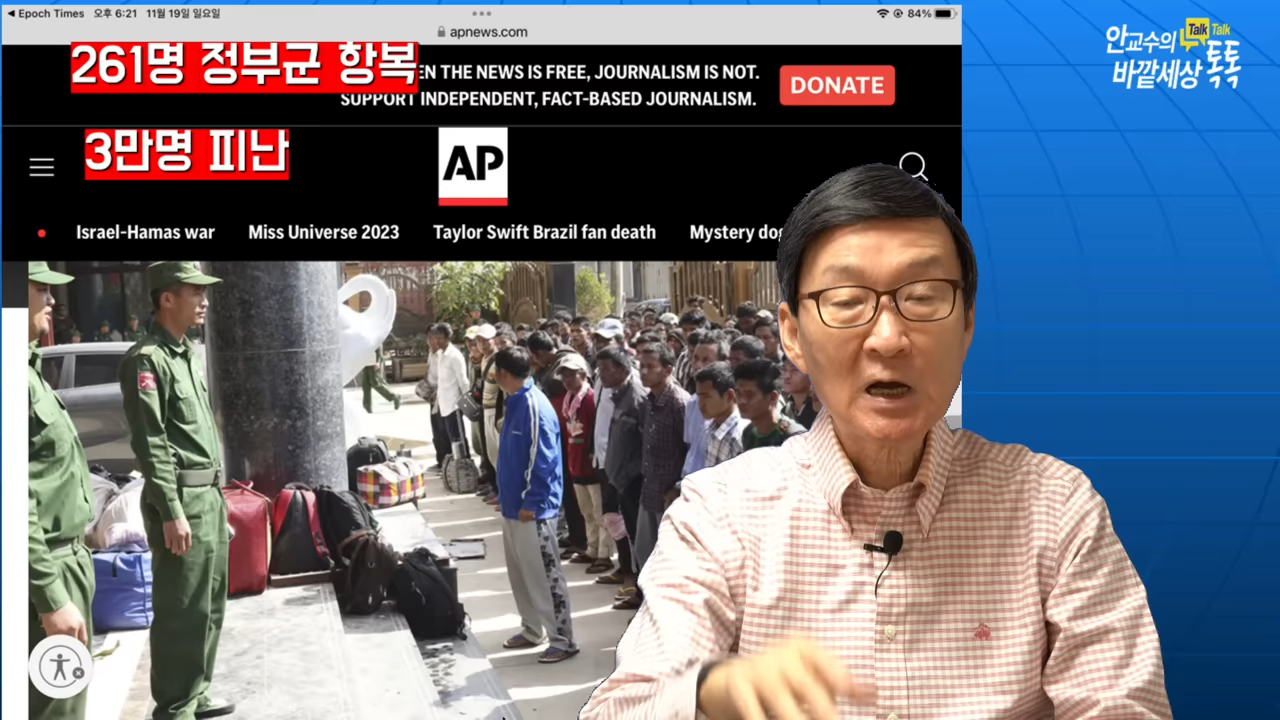 Epoch Times 오후 6:21 11월 19일 일요일
84%
apnews.com
261명 정부군 항복
EN THE NEWS IS FREE, JOURNALISM IS NOT.
SUPPORT INDEPENDENT, FACT-BASED JOURNALISM.
DONATE
3만명 피난
AP
Israel-Hamas war Miss Universe 2023 Taylor Swift Brazil fan death Mystery dog
안교수의 Talk Talk
바깥세상 톡톡